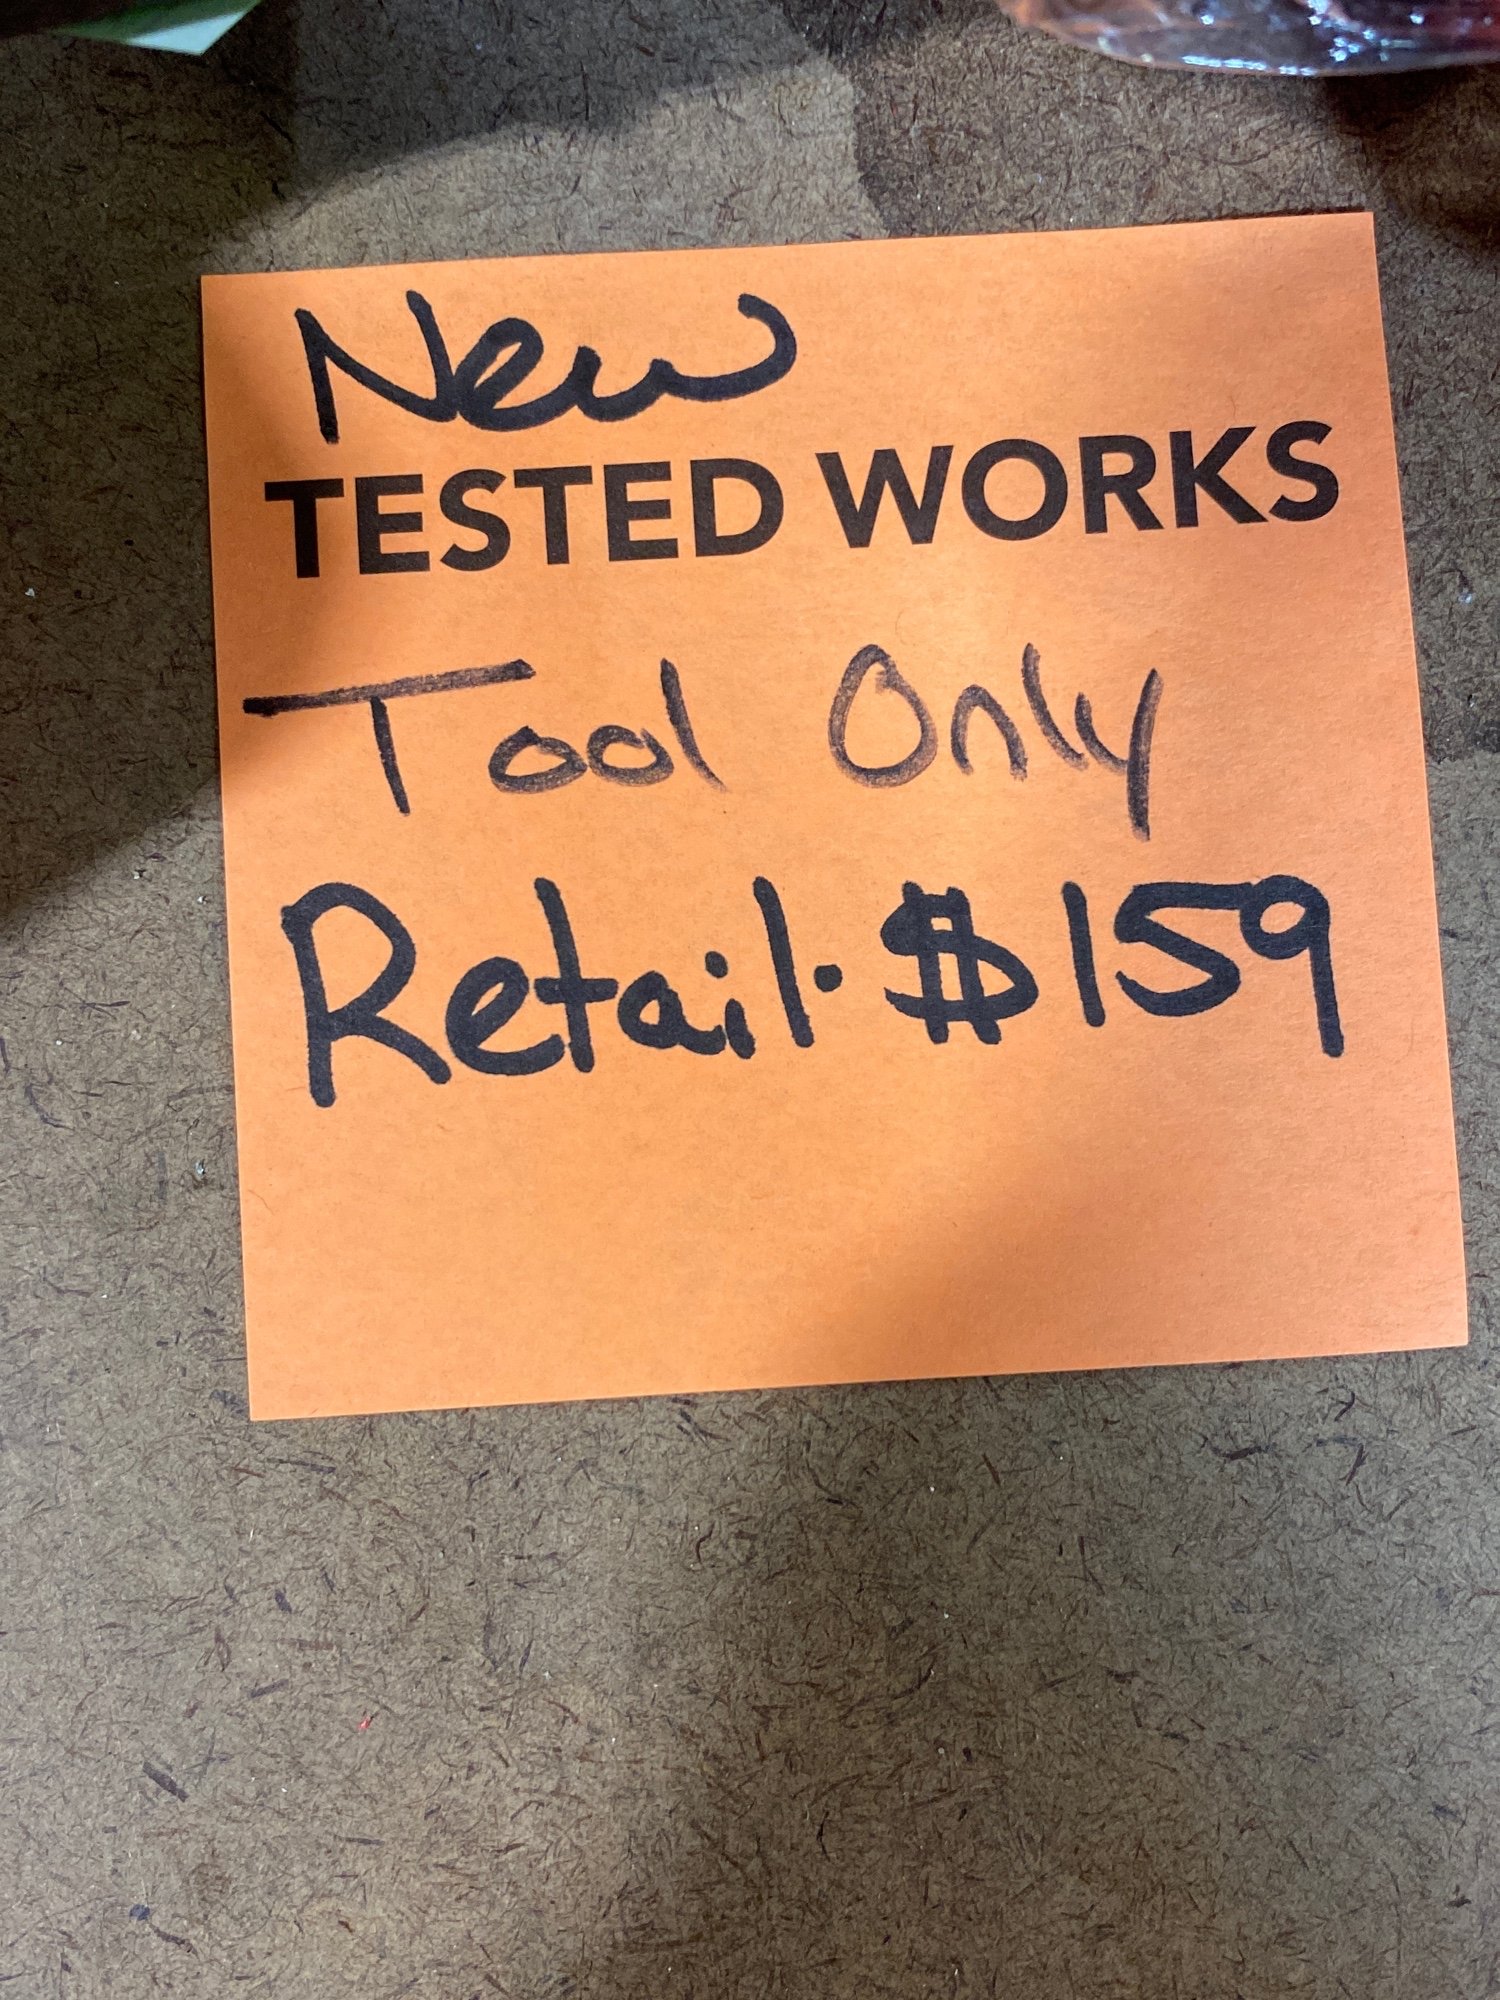 New
TESTED WORKS
Tool Only
Retail. $159